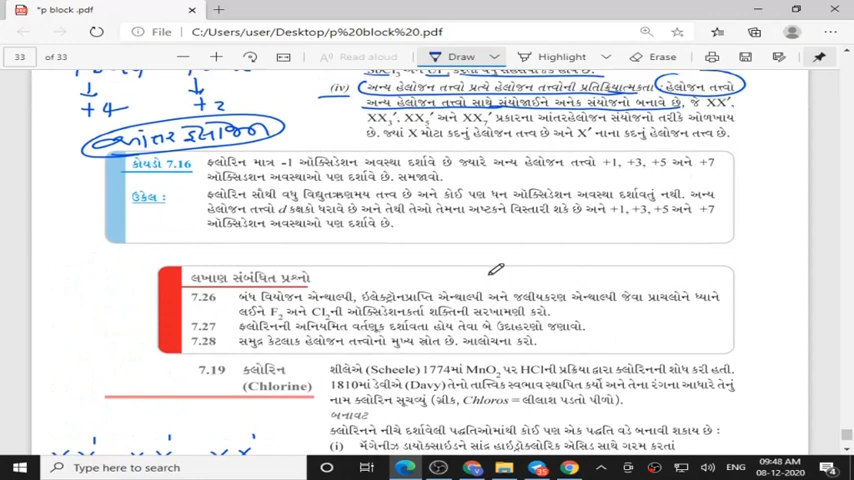 "p block .pdf
File
C:/Users/user/Desktop/p%20block%20.pdf
33 of 33
Read aloud
Draw
Highlight
Erase
+4
+2
(iv) અન્ય હેલોજન તત્ત્વો પ્રત્યે હેલોજન તત્ત્વોની પ્રતિક્રિયાત્મકતા : હેલોજન તત્ત્વો
અન્ય હેલોજન તત્ત્વો સાથે સંયોજાઈને અનેક સંયોજનો બનાવે છે, જે XX′,
XX₃′, XX₅′ અને XX₇′ પ્રકારના આંતરહેલોજન સંયોજનો તરીકે ઓળખાય
છે. જ્યાં X મોટા કદનું હેલોજન તત્ત્વ છે અને X′ નાના કદનું હેલોજન તત્ત્વ છે.
આંતર હેલોજન
કોયડો 7.16 ફ્લોરિન માત્ર -1 ઑક્સિડેશન અવસ્થા દર્શાવે છે જ્યારે અન્ય હેલોજન તત્ત્વો +1, +3, +5 અને +7
ઑક્સિડેશન અવસ્થાઓ પણ દર્શાવે છે. સમજાવો.
ઉકેલ : ફ્લોરિન સૌથી વધુ વિદ્યુતઋણમય તત્ત્વ છે અને કોઈ પણ ધન ઑક્સિડેશન અવસ્થા દર્શાવતું નથી. અન્ય
હેલોજન તત્ત્વો d કક્ષકો ધરાવે છે અને તેથી તેઓ તેમના અષ્ટકને વિસ્તારી શકે છે અને +1, +3, +5 અને +7
ઑક્સિડેશન અવસ્થાઓ પણ દર્શાવે છે.
લખાણ સંબંધિત પ્રશ્નો
7.26 બંધ વિયોજન એન્થાલ્પી, ઇલેક્ટ્રૉનપ્રાપ્તિ એન્થાલ્પી અને જલીયકરણ એન્થાલ્પી જેવા પ્રાચલોને ધ્યાને
લઈને F₂ અને Cl₂ની ઑક્સિડેશનકર્તા શક્તિની સરખામણી કરો.
7.27 ફ્લોરિનની અનિયમિત વર્તણૂક દર્શાવતા હોય તેવા બે ઉદાહરણો જણાવો.
7.28 સમુદ્ર કેટલાક હેલોજન તત્ત્વોનો મુખ્ય સ્રોત છે. આલોચના કરો.
7.19 ક્લોરિન
(Chlorine)
શીલેએ (Scheele) 1774માં MnO₂ પર HClની પ્રક્રિયા દ્વારા ક્લોરિનની શોધ કરી હતી.
1810માં ડેવીએ (Davy) તેનો તાત્ત્વિક સ્વભાવ સ્થાપિત કર્યો અને તેના રંગના આધારે તેનું
નામ ક્લોરિન સૂચવ્યું (ગ્રીક, Chloros = લીલાશ પડતો પીળો).
બનાવટ
ક્લોરિનને નીચે દર્શાવેલી પદ્ધતિઓમાંથી કોઈ પણ એક પદ્ધતિ વડે બનાવી શકાય છે :
(i) મેંગેનીઝ ડાયોક્સાઇડને સાંદ્ર હાઇડ્રોક્લોરિક ઍસિડ સાથે ગરમ કરતાં
Type here to search
35
ENG
09:48 AM
08-12-2020